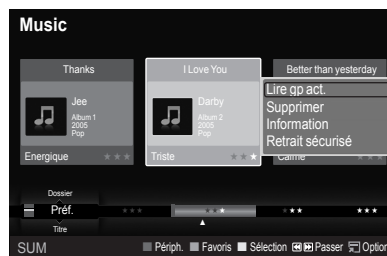 Music
Thanks
I Love You
Better than yesterday
Jee
Album 1
2005
Pop
Darby
Album 2
2005
Pop
Lire gp act.
Supprimer
Information
Retrait sécurisé
Energique
Triste
Calme
Dossier
Préf.
Titre
SUM
Périph.
Favoris
Sélection
Passer
Option